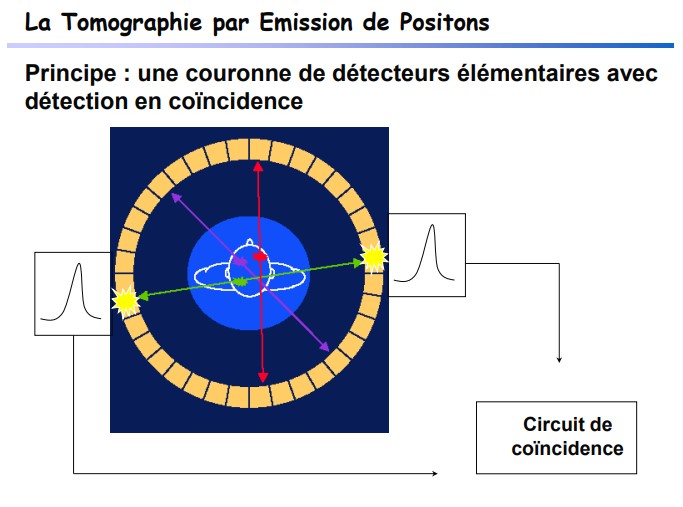 La Tomographie par Emission de Positons
Principe : une couronne de détecteurs élémentaires avec
détection en coïncidence
Circuit de
coïncidence